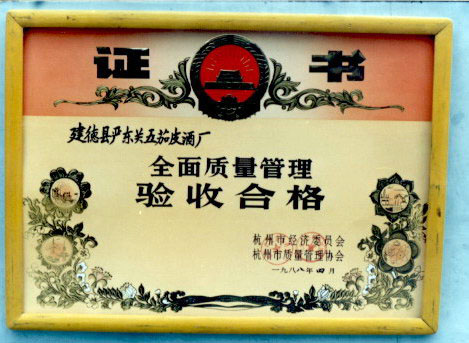 证书
建德县严东关五茄皮酒厂
全面质量管理
验收合格
杭州市经济委员会
杭州市质量管理协会
一九八八年四月